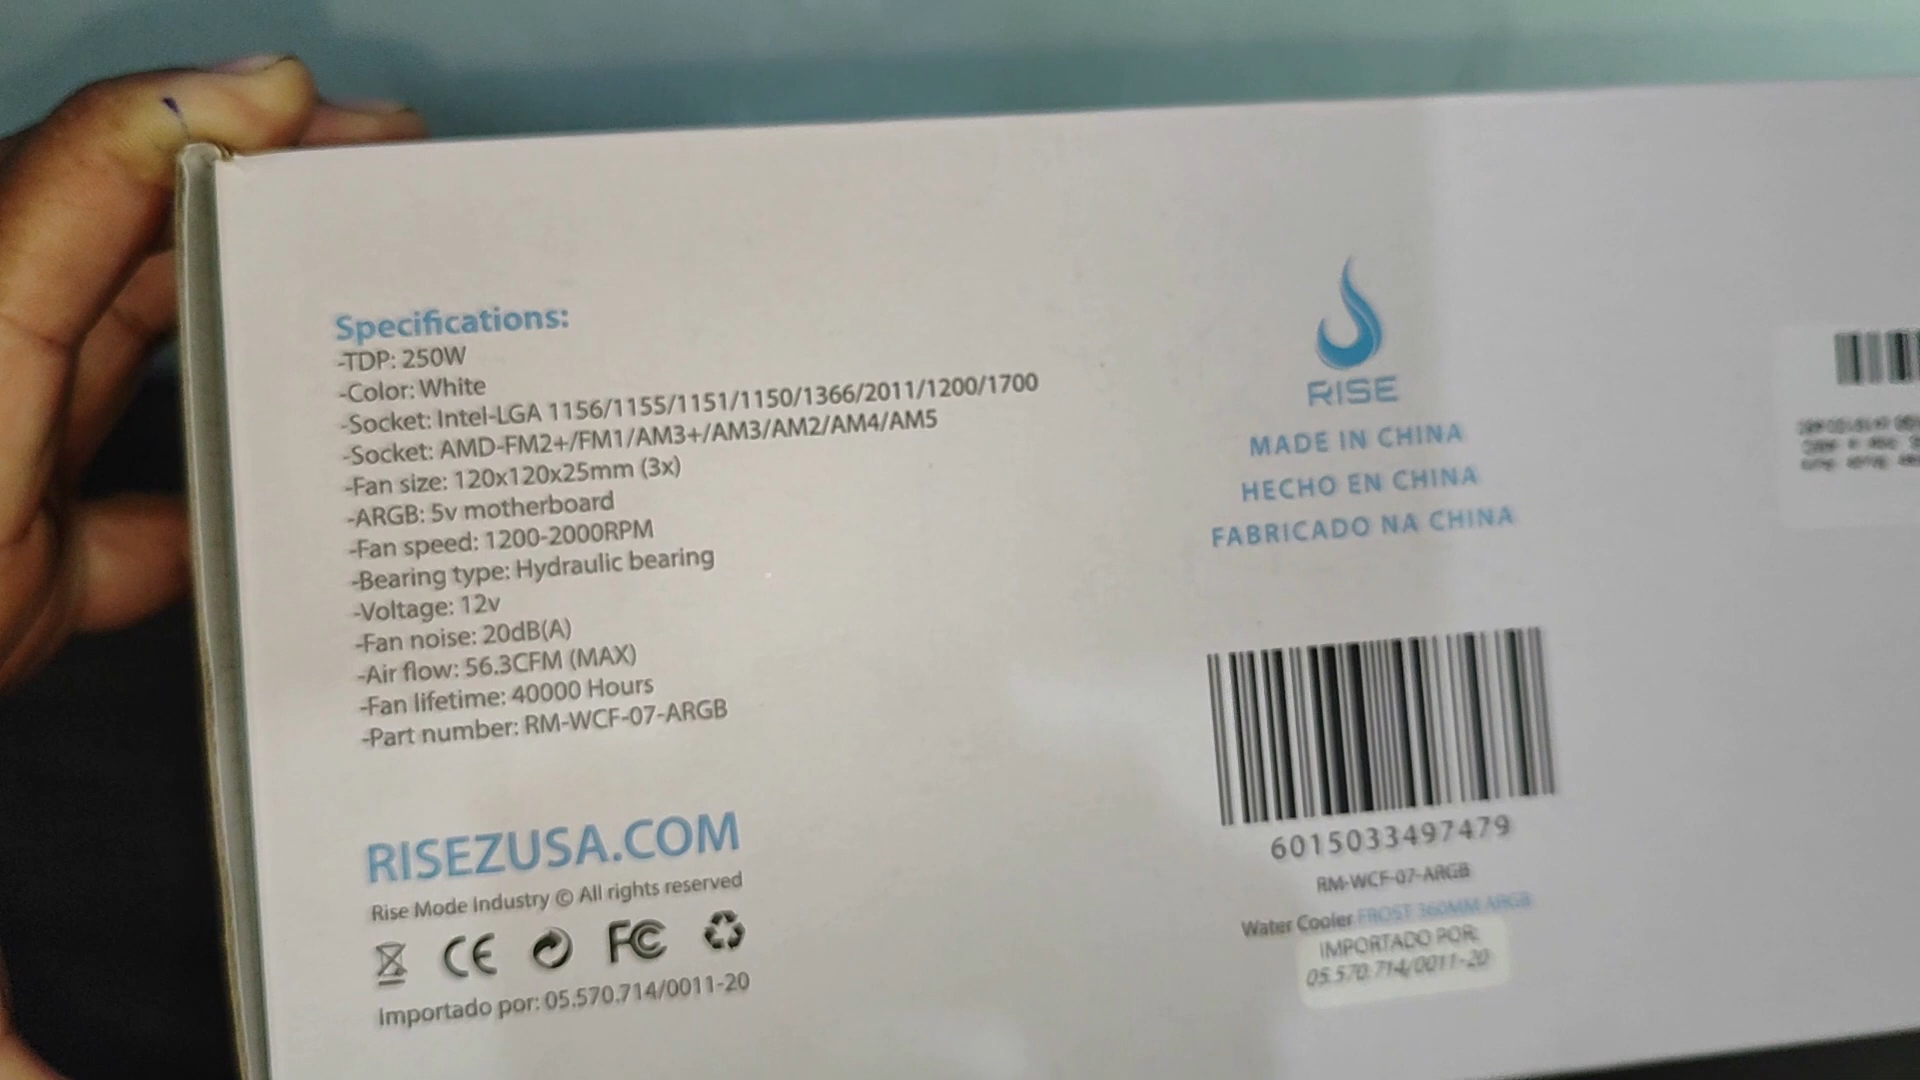 Specifications:
-TDP: 250W
-Color: White
-Socket: Intel-LGA 1156/1155/1151/1150/1366/2011/1200/1700
-Socket: AMD-FM2+/FM1/AM3+/AM3/AM2/AM4/AM5
-Fan size: 120x120x25mm (3x)
-ARGB: 5v motherboard
-Fan speed: 1200-2000RPM
-Bearing type: Hydraulic bearing
-Voltage: 12v
-Fan noise: 20dB(A)
-Air flow: 56.3CFM (MAX)
-Fan lifetime: 40000 Hours
-Part number: RM-WCF-07-ARGB
RISEZUSA.COM
Rise Mode Industry © All rights reserved
CE FC
Importado por: 05.570.714/0011-20
RISE
MADE IN CHINA
HECHO EN CHINA
FABRICADO NA CHINA
6015033497479
RM-WCF-07-ARGB
Water Cooler FROST 360MM ARGB
IMPORTADO POR:
05.570.714/0011-20